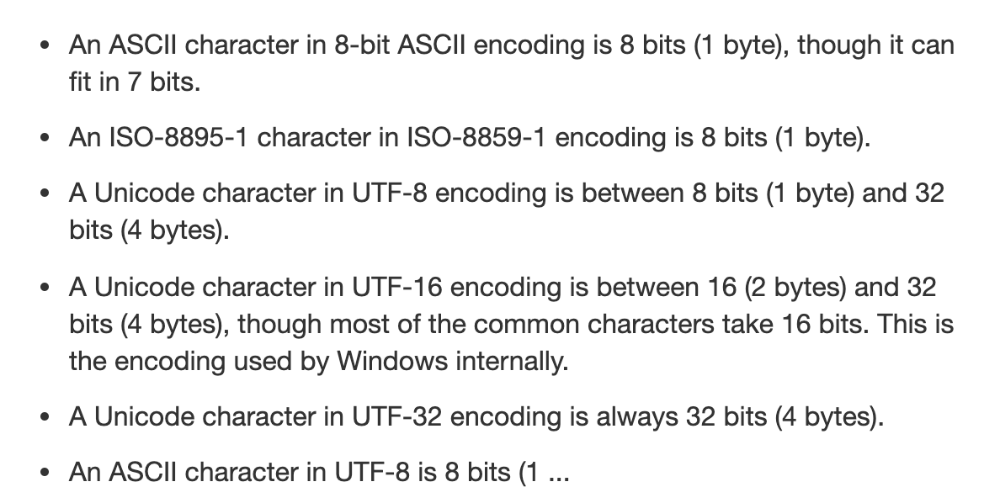 • An ASCII character in 8-bit ASCII encoding is 8 bits (1 byte), though it can
fit in 7 bits.
• An ISO-8895-1 character in ISO-8859-1 encoding is 8 bits (1 byte).
• A Unicode character in UTF-8 encoding is between 8 bits (1 byte) and 32
bits (4 bytes).
• A Unicode character in UTF-16 encoding is between 16 (2 bytes) and 32
bits (4 bytes), though most of the common characters take 16 bits. This is
the encoding used by Windows internally.
• A Unicode character in UTF-32 encoding is always 32 bits (4 bytes).
• An ASCII character in UTF-8 is 8 bits (1 ...